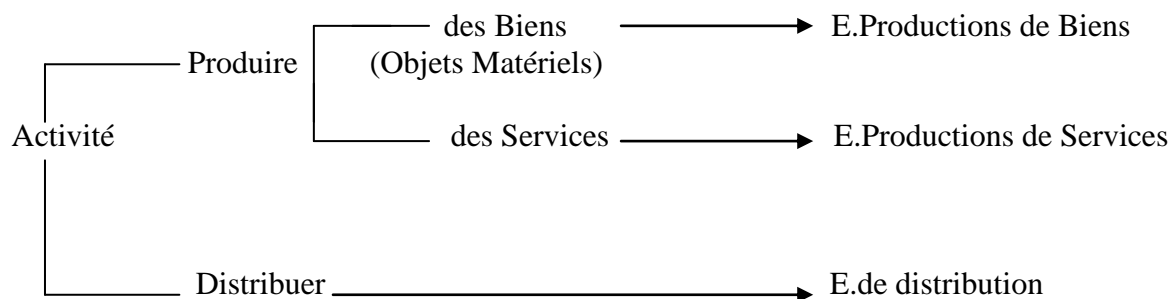 des Biens E.Productions de Biens
Produire (Objets Matériels)
Activité des Services E.Productions de Services
Distribuer E.de distribution